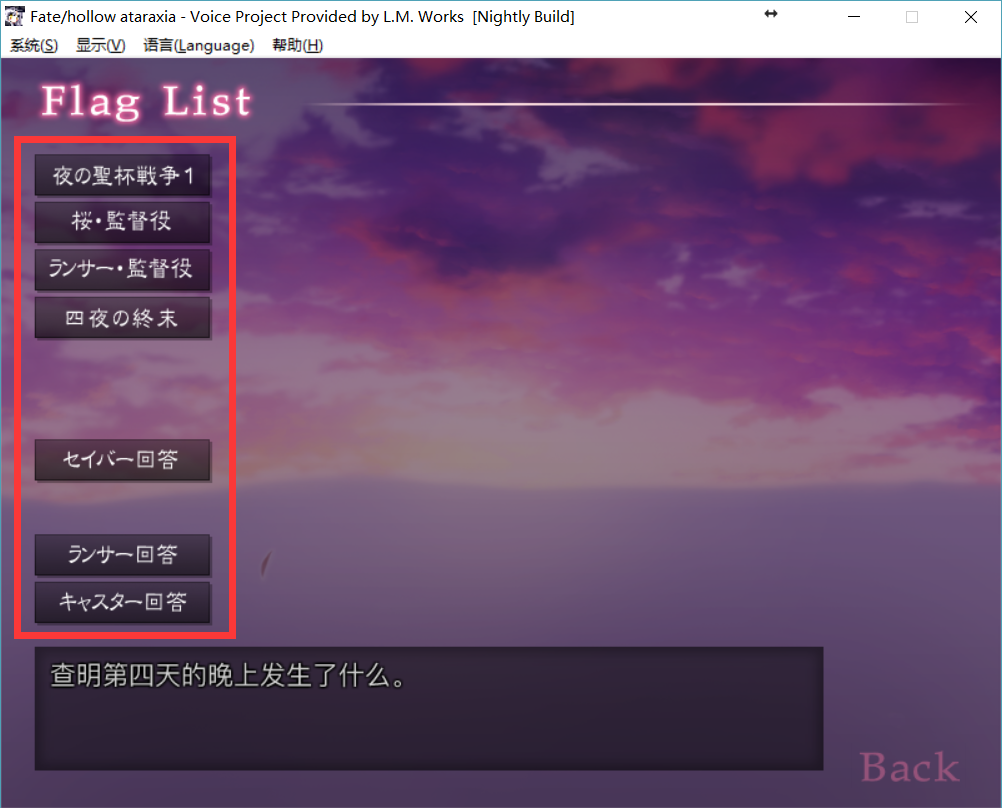 Fate/hollow ataraxia - Voice Project Provided by L.M. Works [Nightly Build]
系统(S) 显示(V) 语言(Language) 帮助(H)
Flag List
夜の聖杯戦争1
桜・監督役
ランサー・監督役
四夜の終末
セイバー回答
ランサー回答
キャスター回答
查明第四天的晚上发生了什么。
Back